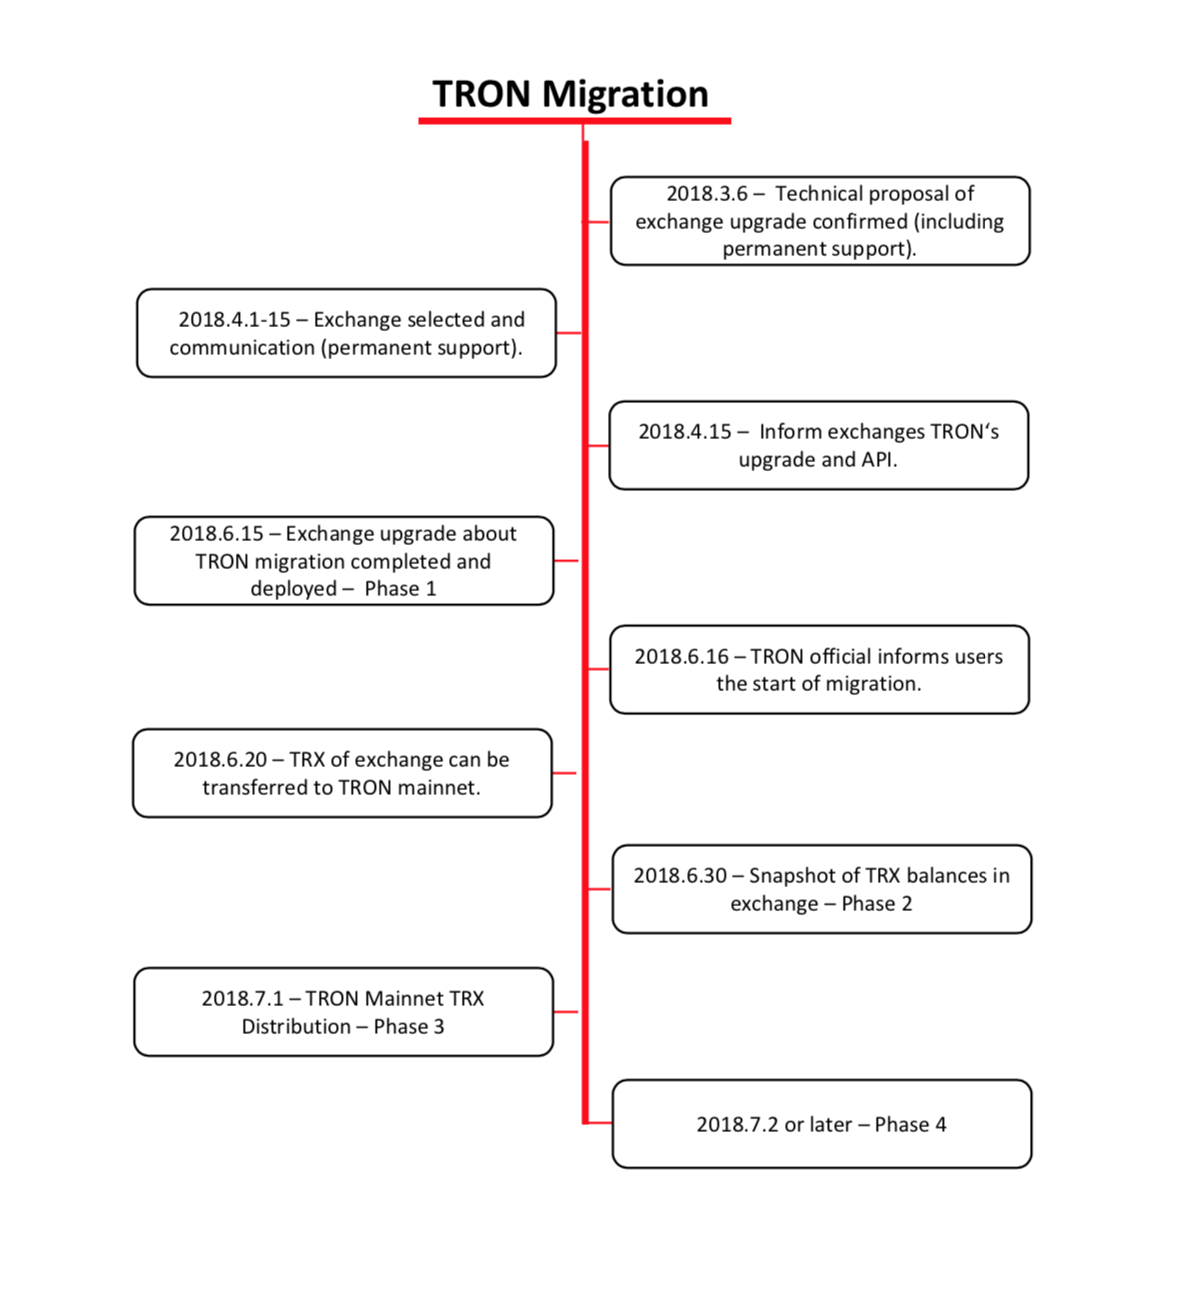 TRON Migration
2018.3.6 –  Technical proposal of
exchange upgrade confirmed (including
permanent support).
2018.4.1-15 – Exchange selected and
communication (permanent support).
2018.4.15 –  Inform exchanges TRON‘s
upgrade and API.
2018.6.15 – Exchange upgrade about
TRON migration completed and
deployed –  Phase 1
2018.6.16 – TRON official informs users
the start of migration.
2018.6.20 – TRX of exchange can be
transferred to TRON mainnet.
2018.6.30 – Snapshot of TRX balances in
exchange – Phase 2
2018.7.1 – TRON Mainnet TRX
Distribution – Phase 3
2018.7.2 or later – Phase 4